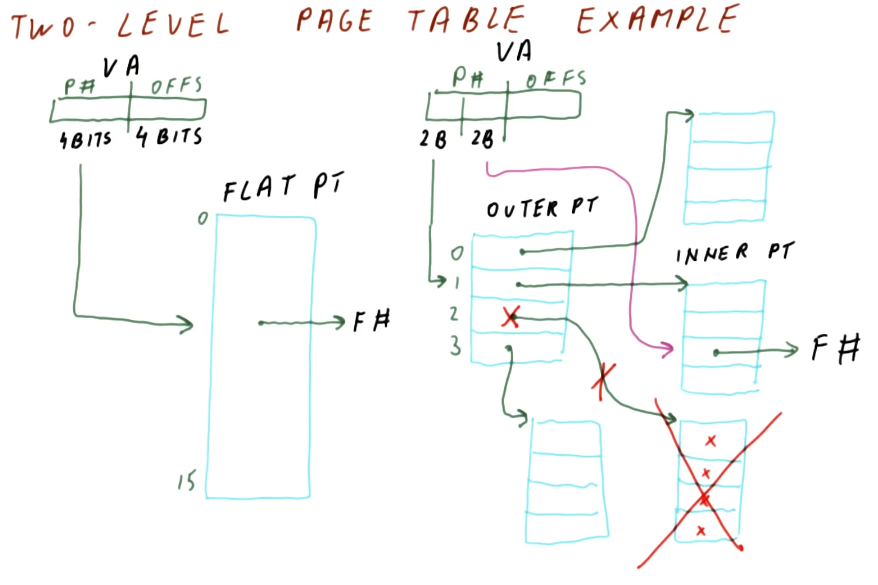 TWO-LEVEL PAGE TABLE EXAMPLE
VA
P# OFFS
4BITS 4 BITS
FLAT PT
0
F#
15
VA
P# OFFS
2B 2B
OUTER PT
0
1
2
3
INNER PT
F#